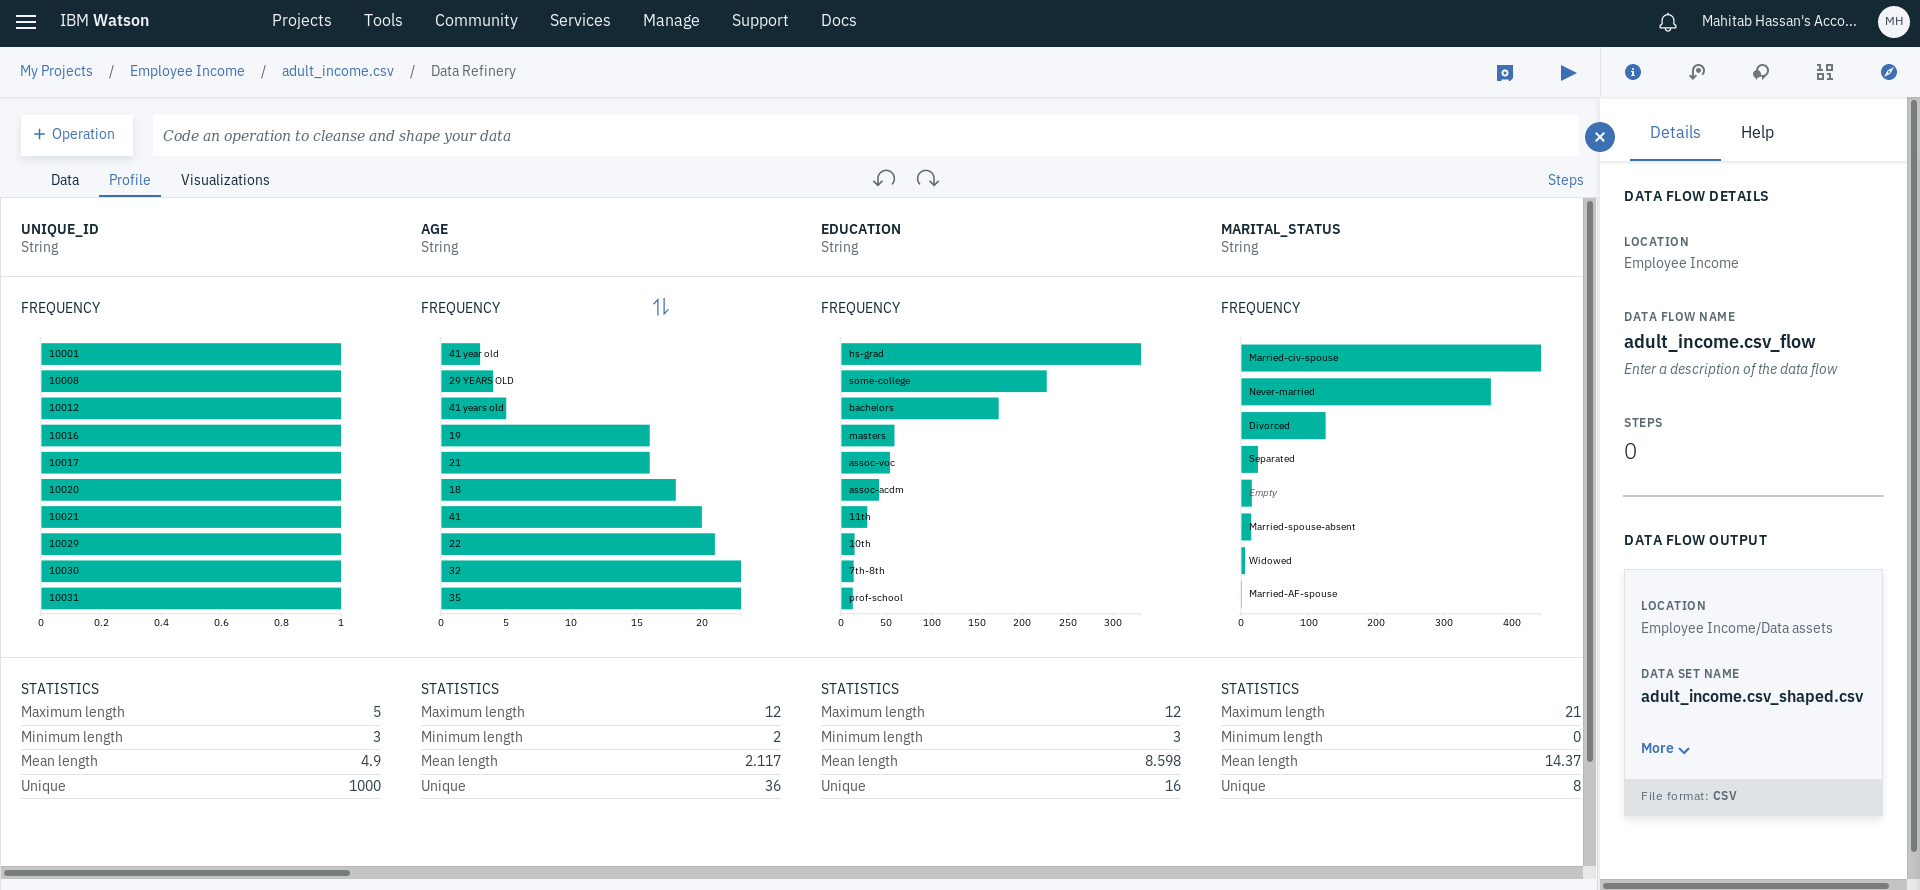 IBM Watson
Projects Tools Community Services Manage Support Docs
Mahitab Hassan's Acco... MH
My Projects / Employee Income / adult_income.csv / Data Refinery
+ Operation
Code an operation to cleanse and shape your data
Data Profile Visualizations
Steps
UNIQUE_ID
String
FREQUENCY
10001
10008
10012
10016
10017
10020
10021
10029
10030
10031
0 0.2 0.4 0.6 0.8 1
STATISTICS
Maximum length 5
Minimum length 3
Mean length 4.9
Unique 1000
AGE
String
FREQUENCY
41 year old
29 YEARS OLD
41 years old
19
21
18
41
22
32
35
0 5 10 15 20
STATISTICS
Maximum length 12
Minimum length 2
Mean length 2.117
Unique 36
EDUCATION
String
FREQUENCY
hs-grad
some-college
bachelors
masters
assoc-voc
assoc-acdm
11th
10th
7th-8th
prof-school
0 50 100 150 200 250 300
STATISTICS
Maximum length 12
Minimum length 3
Mean length 8.598
Unique 16
MARITAL_STATUS
String
FREQUENCY
Married-civ-spouse
Never-married
Divorced
Separated
Empty
Married-spouse-absent
Widowed
Married-AF-spouse
0 100 200 300 400
STATISTICS
Maximum length 21
Minimum length 0
Mean length 14.37
Unique 8
Details Help
DATA FLOW DETAILS
LOCATION
Employee Income
DATA FLOW NAME
adult_income.csv_flow
Enter a description of the data flow
STEPS
0
DATA FLOW OUTPUT
LOCATION
Employee Income/Data assets
DATA SET NAME
adult_income.csv_shaped.csv
More
File format: CSV